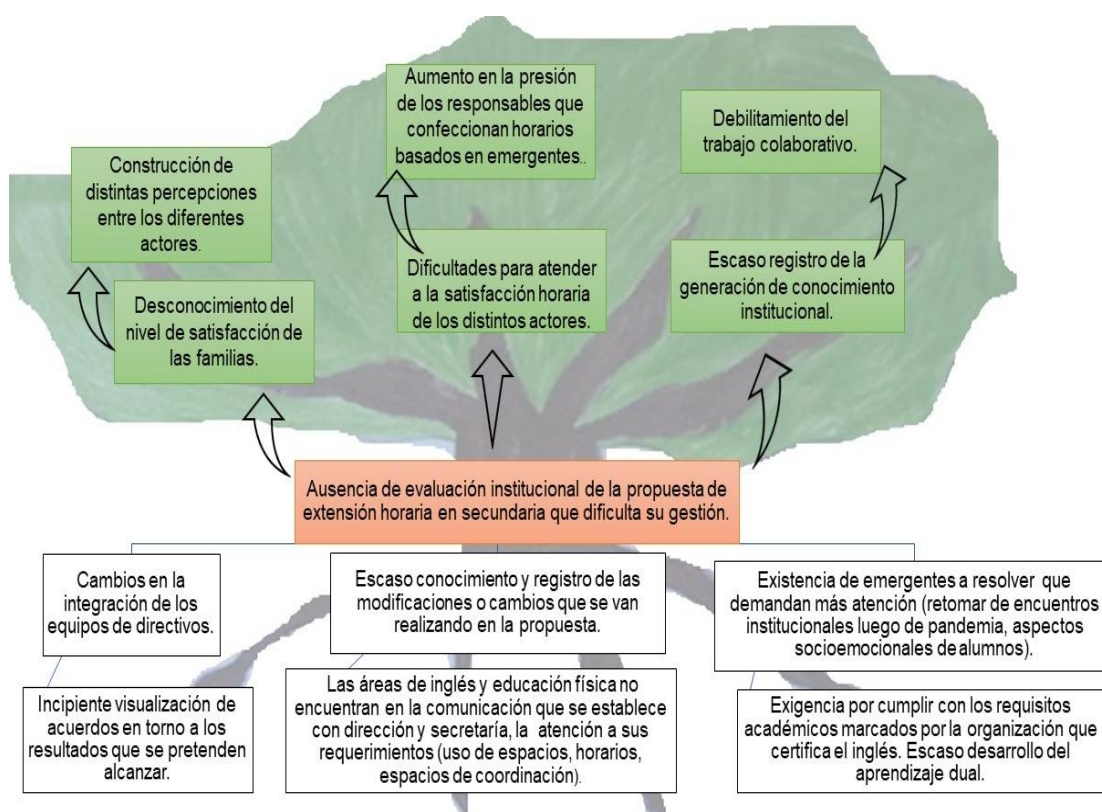 Aumento en la presión
de los responsables que
confeccionan horarios
basados en emergentes..
Debilitamiento del
trabajo colaborativo.
Construcción de
distintas percepciones
entre los diferentes
actores.
Dificultades para atender
a la satisfacción horaria
de los distintos actores.
Escaso registro de la
generación de conocimiento
institucional.
Desconocimiento del
nivel de satisfacción de
las familias.
Ausencia de evaluación institucional de la propuesta de
extensión horaria en secundaria que dificulta su gestión.
Cambios en la
integración de los
equipos de directivos.
Escaso conocimiento y registro de las
modificaciones o cambios que se van
realizando en la propuesta.
Existencia de emergentes a resolver que
demandan más atención (retomar de encuentros
institucionales luego de pandemia, aspectos
socioemocionales de alumnos).
Incipiente visualización de
acuerdos en torno a los
resultados que se pretenden
alcanzar.
Las áreas de inglés y educación física no
encuentran en la comunicación que se establece
con dirección y secretaría, la atención a sus
requerimientos (uso de espacios, horarios,
espacios de coordinación).
Exigencia por cumplir con los requisitos
académicos marcados por la organización que
certifica el inglés. Escaso desarrollo del
aprendizaje dual.